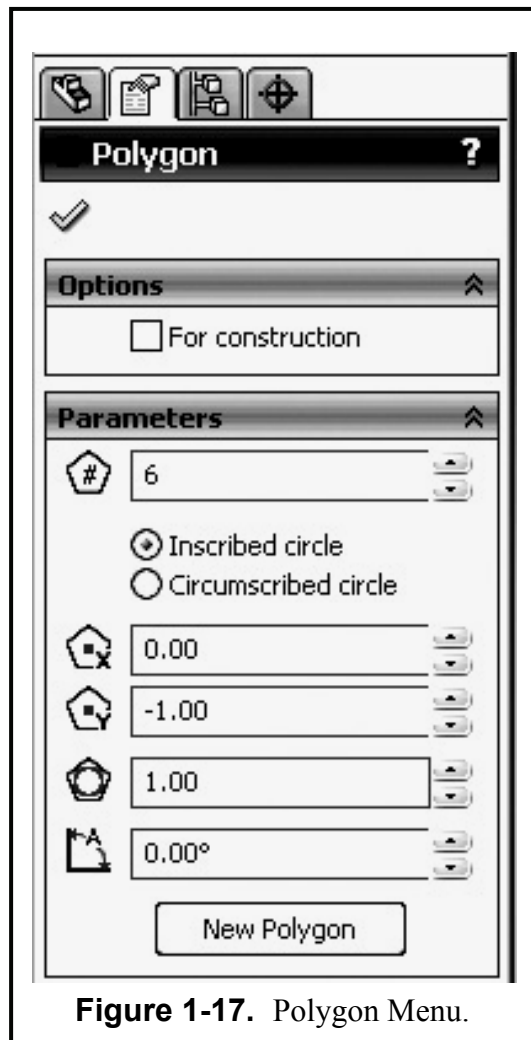 Polygon ?
Options
For construction
Parameters
#
6
Inscribed circle
Circumscribed circle
X
0.00
Y
-1.00
1.00
A
0.00°
New Polygon
Figure 1-17. Polygon Menu.